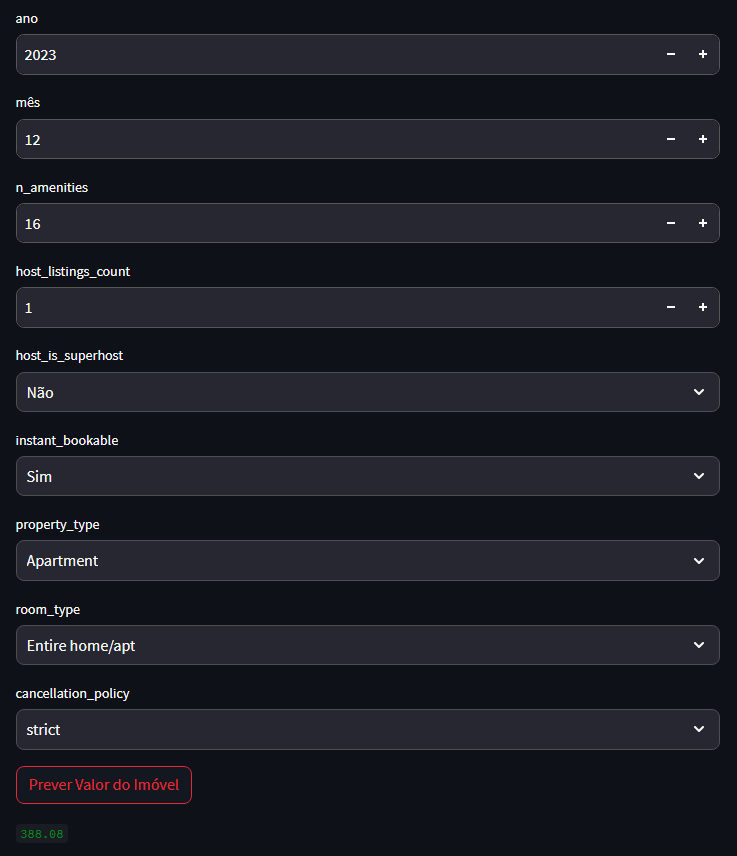 ano
2023
mês
12
n_amenities
16
host_listings_count
1
host_is_superhost
Não
instant_bookable
Sim
property_type
Apartment
room_type
Entire home/apt
cancellation_policy
strict
Prever Valor do Imóvel
388.08